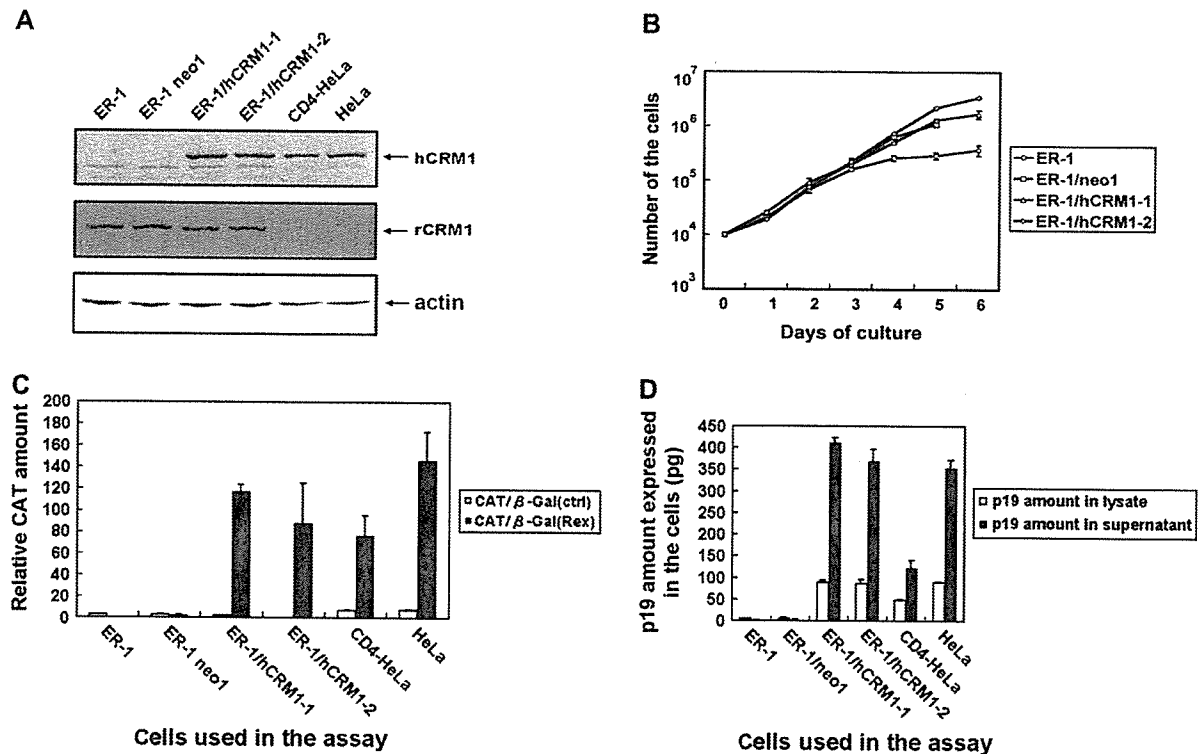 A
ER-1
ER-1 neo1
ER-1/hCRM1-1
ER-1/hCRM1-2
CD4-HeLa
HeLa
hCRM1
rCRM1
actin
B
Number of the cells
10^7
10^6
10^5
10^4
10^3
0 1 2 3 4 5 6
Days of culture
ER-1
ER-1/neo1
ER-1/hCRM1-1
ER-1/hCRM1-2
C
Relative CAT amount
200
180
160
140
120
100
80
60
40
20
0
CAT/β-Gal(ctrl)
CAT/β-Gal(Rex)
ER-1
ER-1 neo1
ER-1/hCRM1-1
ER-1/hCRM1-2
CD4-HeLa
HeLa
Cells used in the assay
D
p19 amount expressed
in the cells (pg)
450
400
350
300
250
200
150
100
50
0
p19 amount in lysate
p19 amount in supernatant
ER-1
ER-1/neo1
ER-1/hCRM1-1
ER-1/hCRM1-2
CD4-HeLa
HeLa
Cells used in the assay